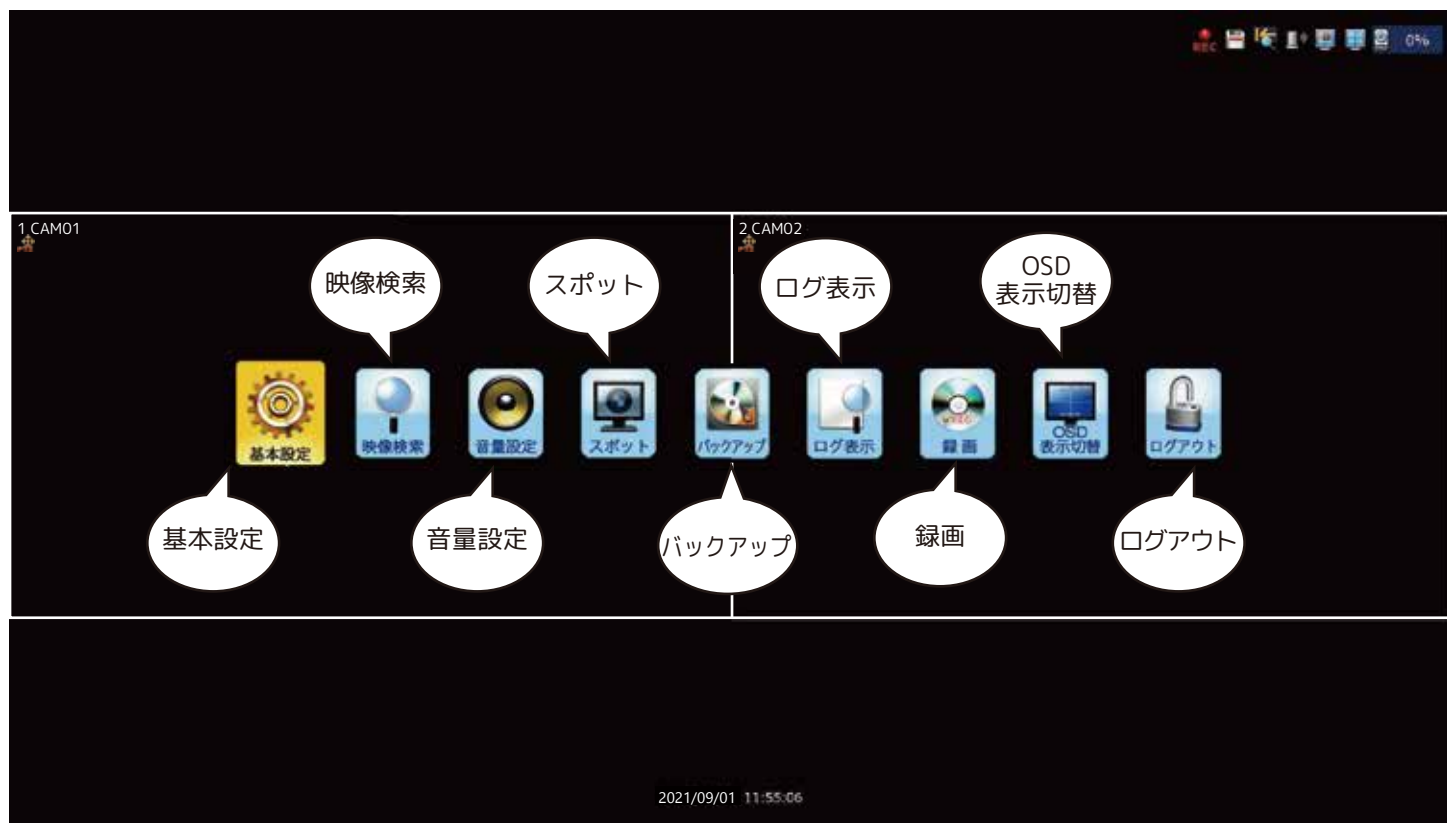 REC
0%
1 CAM01
2 CAM02
映像検索
スポット
ログ表示
OSD
表示切替
基本設定
映像検索
音量設定
スポット
バックアップ
ログ表示
録画
OSD
表示切替
ログアウト
基本設定
音量設定
バックアップ
録画
ログアウト
2021/09/01 11:55:06